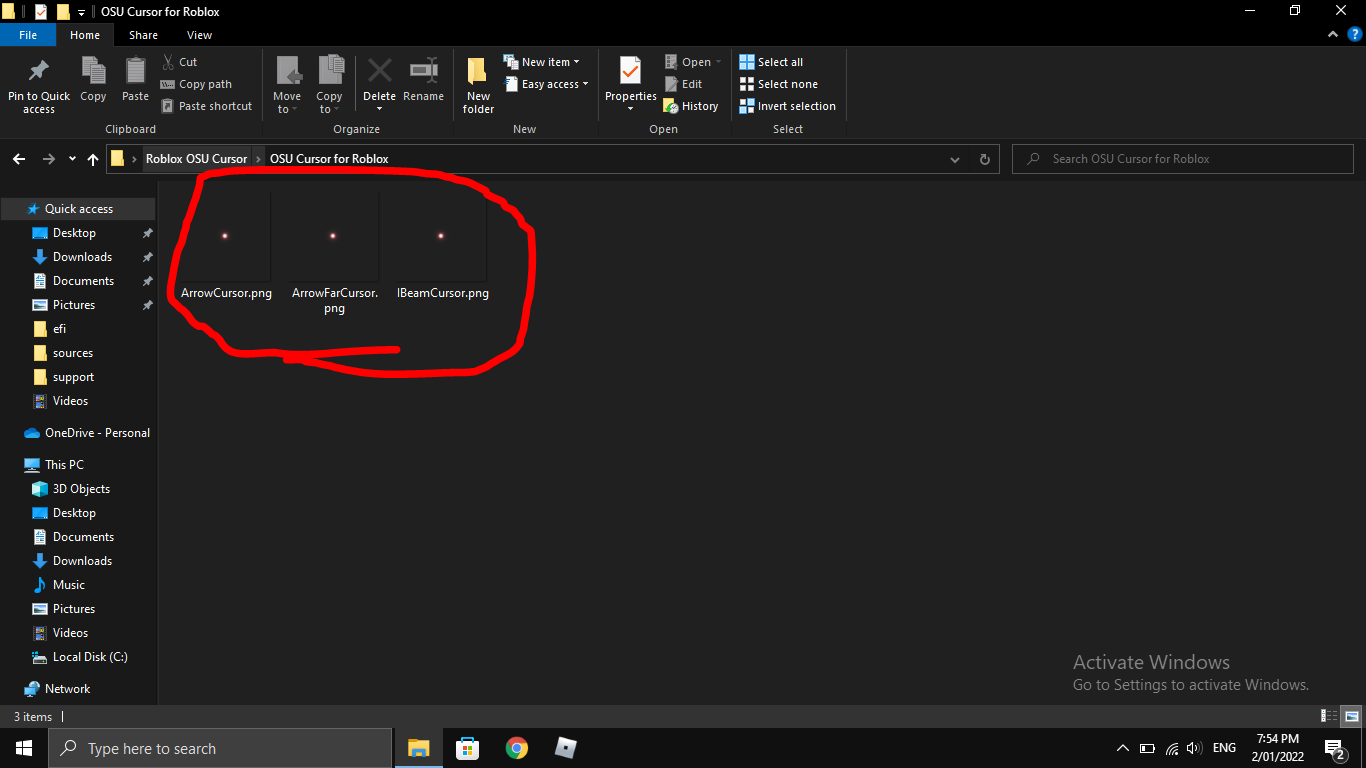 OSU Cursor for Roblox
File Home Share View
Pin to Quick access
Copy
Paste
Cut
Copy path
Paste shortcut
Clipboard
Move to
Copy to
Delete
Rename
Organize
New folder
New item
Easy access
New
Properties
Open
Edit
History
Open
Select all
Select none
Invert selection
Select
Roblox OSU Cursor > OSU Cursor for Roblox
Search OSU Cursor for Roblox
Quick access
Desktop
Downloads
Documents
Pictures
efi
sources
support
Videos
OneDrive - Personal
This PC
3D Objects
Desktop
Documents
Downloads
Music
Pictures
Videos
Local Disk (C:)
Network
ArrowCursor.png
ArrowFarCursor.
png
IBeamCursor.png
Activate Windows
Go to Settings to activate Windows.
3 items
Type here to search
ENG
7:54 PM
2/01/2022
2